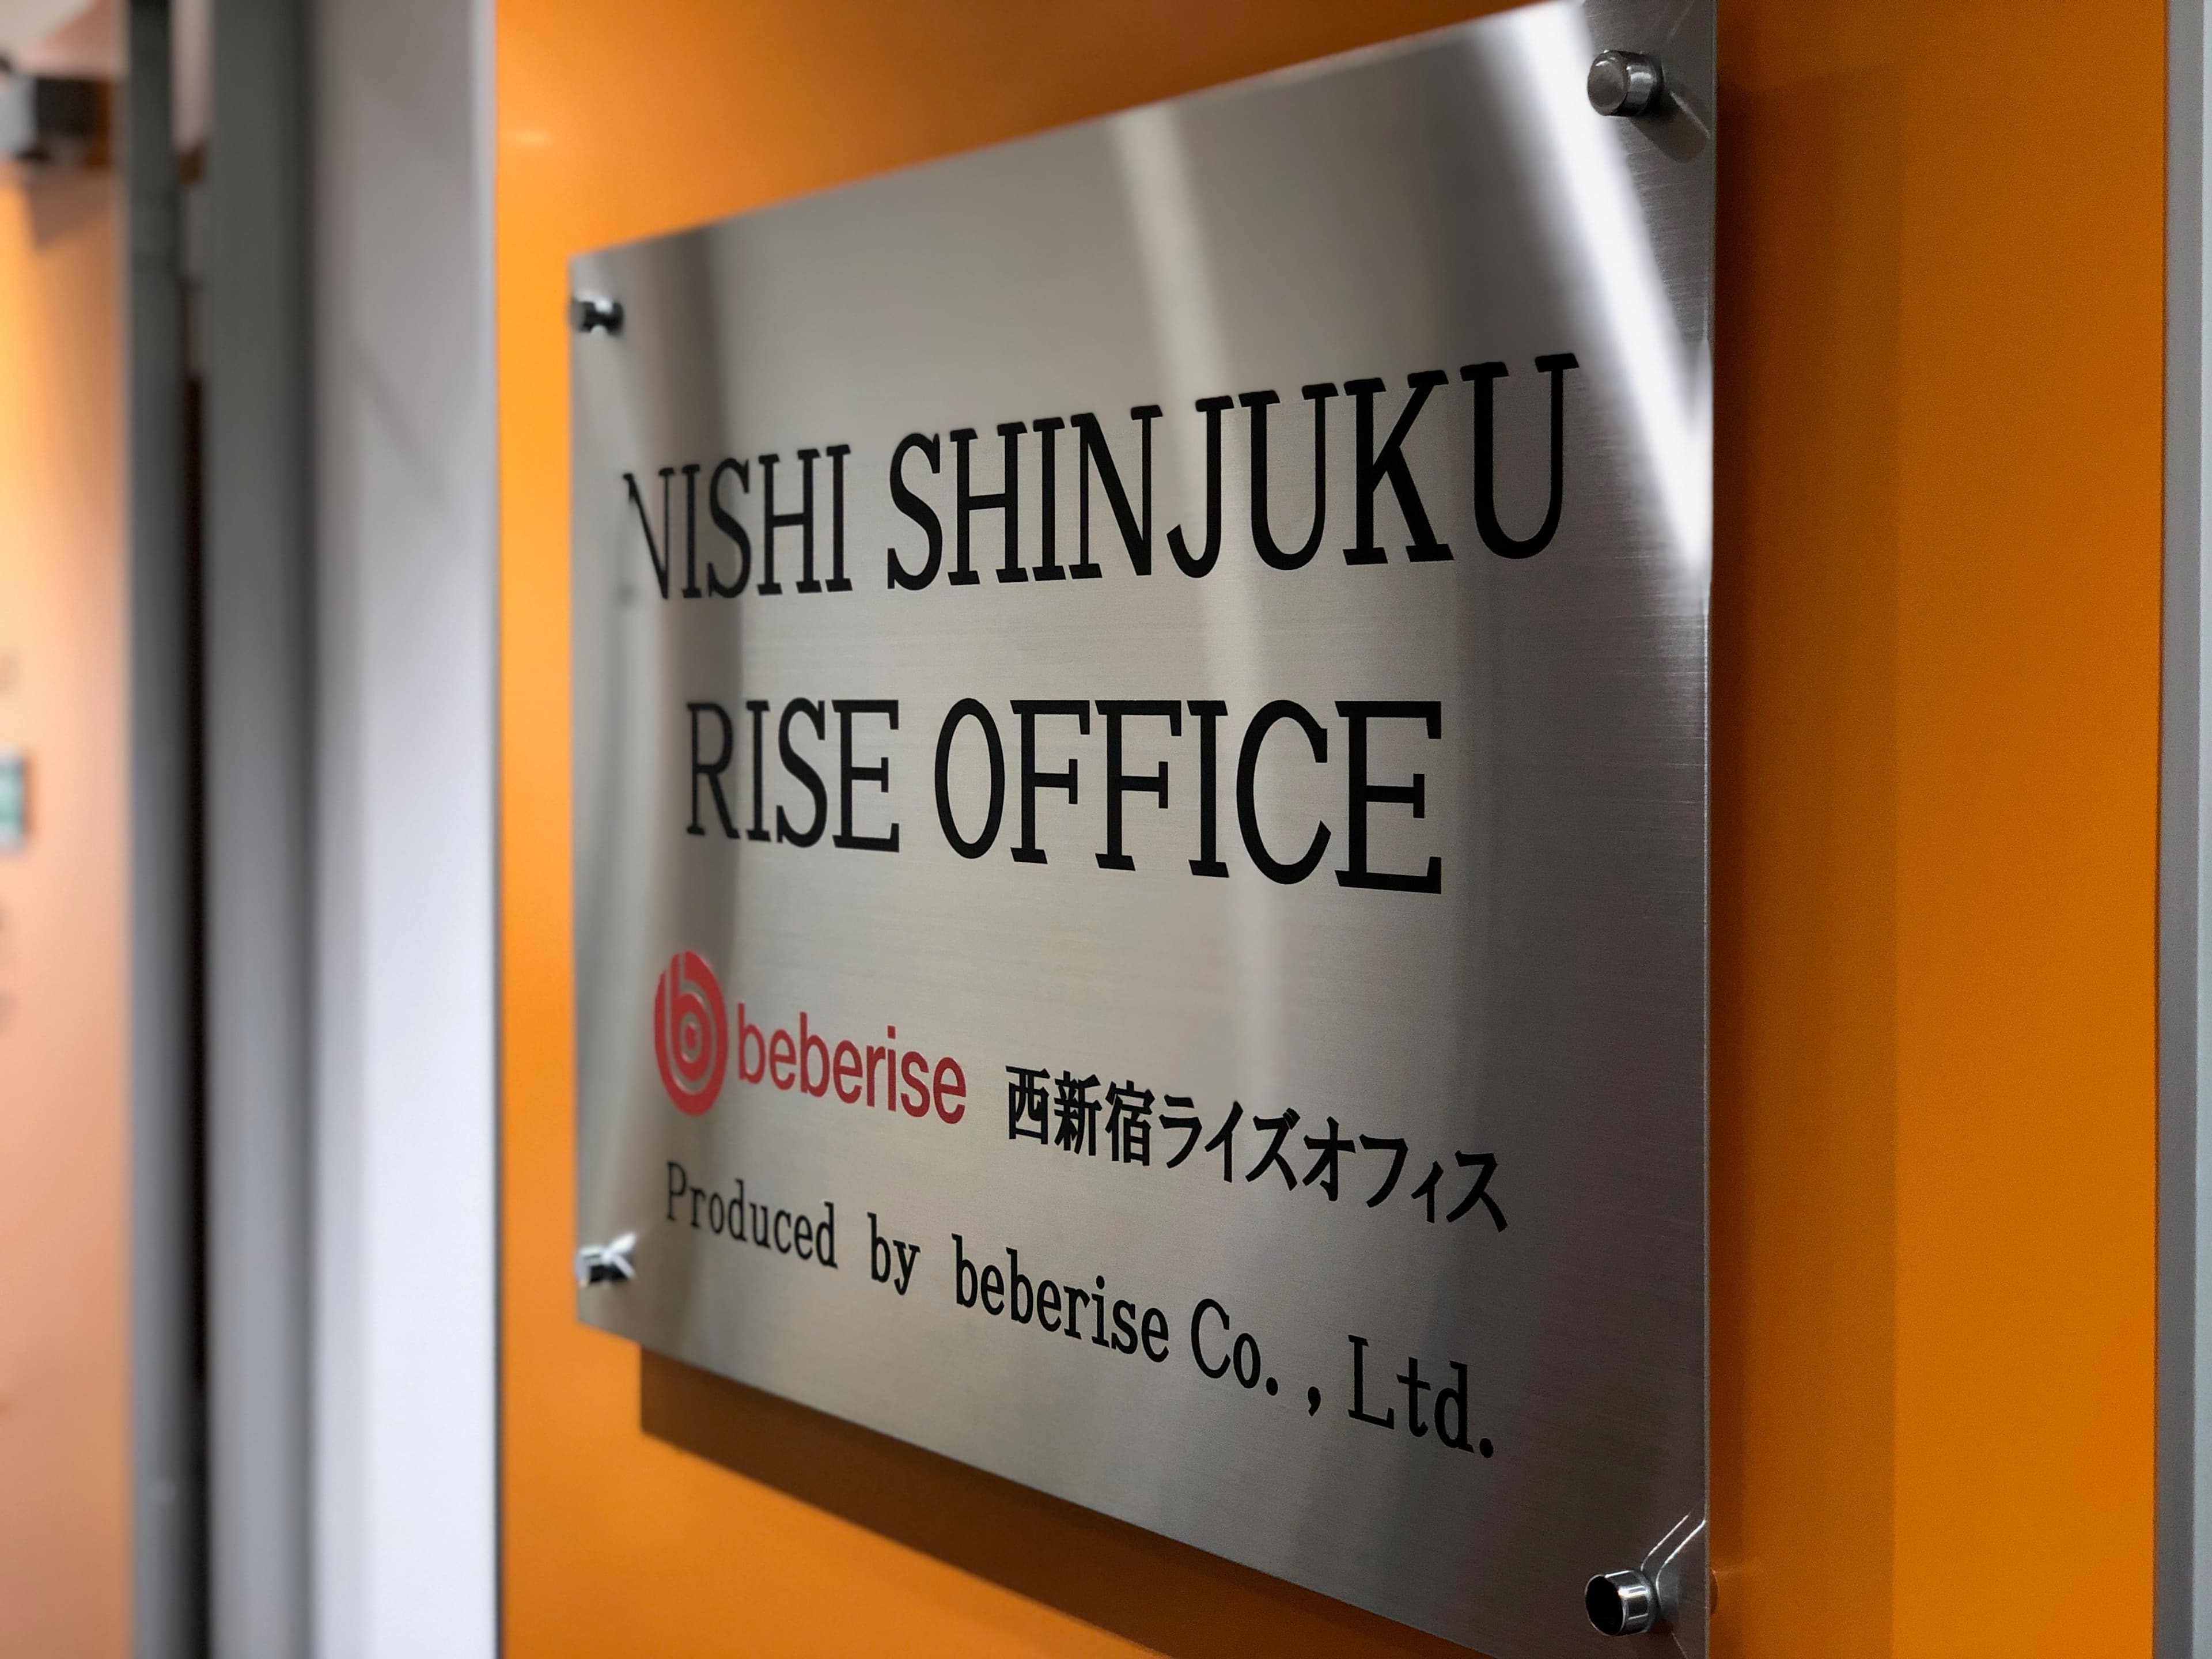 NISHI SHINJUKU
RISE OFFICE
beberise 西新宿ライズオフィス
Produced by beberise Co.,Ltd.